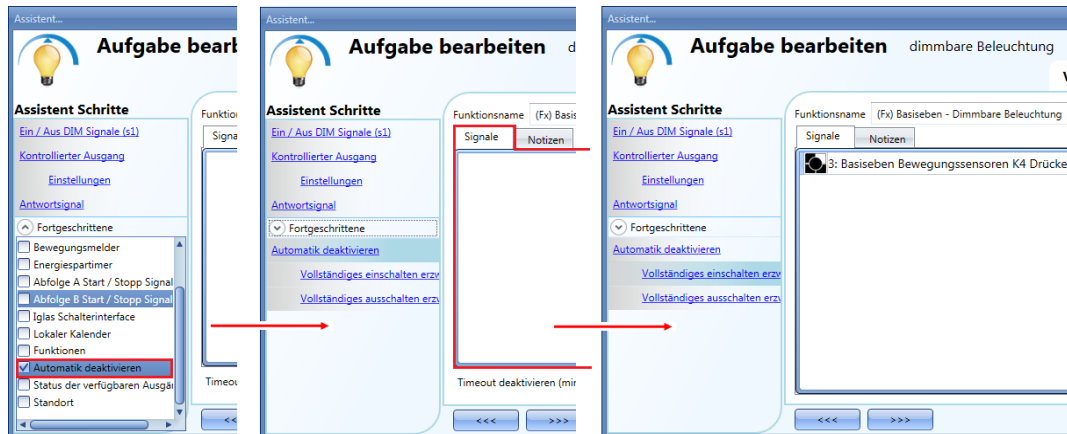 Assistent...
Aufgabe bearb
Assistent Schritte
Ein / Aus DIM Signale (s1)
Kontrollierter Ausgang
Einstellungen
Antwortsignal
Fortgeschrittene
Bewegungsmelder
Energiespartimer
Abfolge A Start / Stopp Signal
Abfolge B Start / Stopp Signal
Iglas Schalterinterface
Lokaler Kalender
Funktionen
Automatik deaktivieren
Status der verfügbaren Ausgä
Standort
Funktio
Signa
Timeou
<<
Assistent...
Aufgabe bearbeiten d
Assistent Schritte
Ein / Aus DIM Signale (s1)
Kontrollierter Ausgang
Einstellungen
Antwortsignal
Fortgeschrittene
Automatik deaktivieren
Vollständiges einschalten erzw
Vollständiges ausschalten erzw
Funktionsname (Fx) Basis
Signale Notizen
Timeout deaktivieren (min
<<< >>>
Assistent...
Aufgabe bearbeiten dimmbare Beleuchtung
Assistent Schritte
Ein / Aus DIM Signale (s1)
Kontrollierter Ausgang
Einstellungen
Antwortsignal
Fortgeschrittene
Automatik deaktivieren
Vollständiges einschalten erzw
Vollständiges ausschalten erzw
Funktionsname (Fx) Basiseben - Dimmbare Beleuchtung
Signale Notizen
3: Basiseben Bewegungssensoren K4 Drücke
<<< >>>